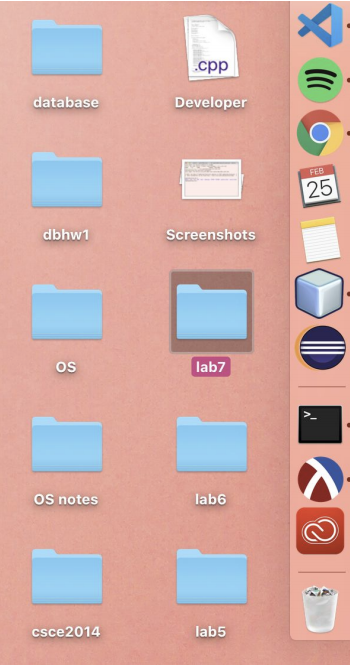 database
.cpp
Developer
dbhw1
Screenshots
OS
lab7
OS notes
lab6
csce2014
lab5
FEB
25
>_